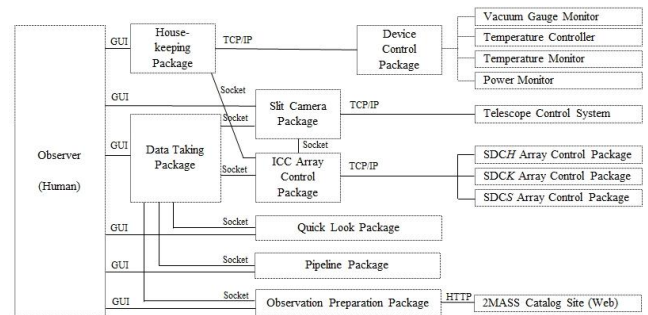 Observer
(Human)
GUI
House-
keeping
Package
TCP/IP
Device
Control
Package
Vacuum Gauge Monitor
Temperature Controller
Temperature Monitor
Power Monitor
Socket
GUI
Slit Camera
Package
TCP/IP
Telescope Control System
Socket
GUI
Data Taking
Package
Socket
Socket
ICC Array
Control
Package
TCP/IP
SDCH Array Control Package
SDCK Array Control Package
SDCS Array Control Package
GUI
Socket
Quick Look Package
GUI
Socket
Pipeline Package
GUI
Socket
Observation Preparation Package
HTTP
2MASS Catalog Site (Web)